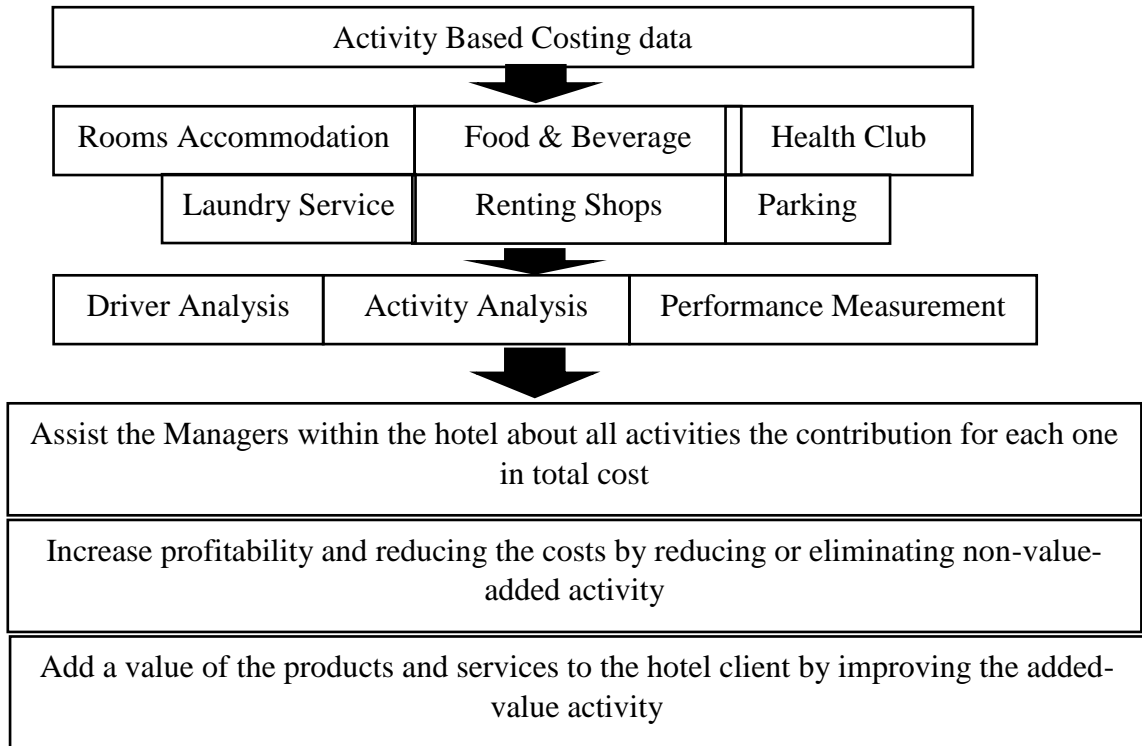 Activity Based Costing data
Rooms Accommodation Food & Beverage Health Club
Laundry Service Renting Shops Parking
Driver Analysis Activity Analysis Performance Measurement
Assist the Managers within the hotel about all activities the contribution for each one
in total cost
Increase profitability and reducing the costs by reducing or eliminating non-value-
added activity
Add a value of the products and services to the hotel client by improving the added-
value activity